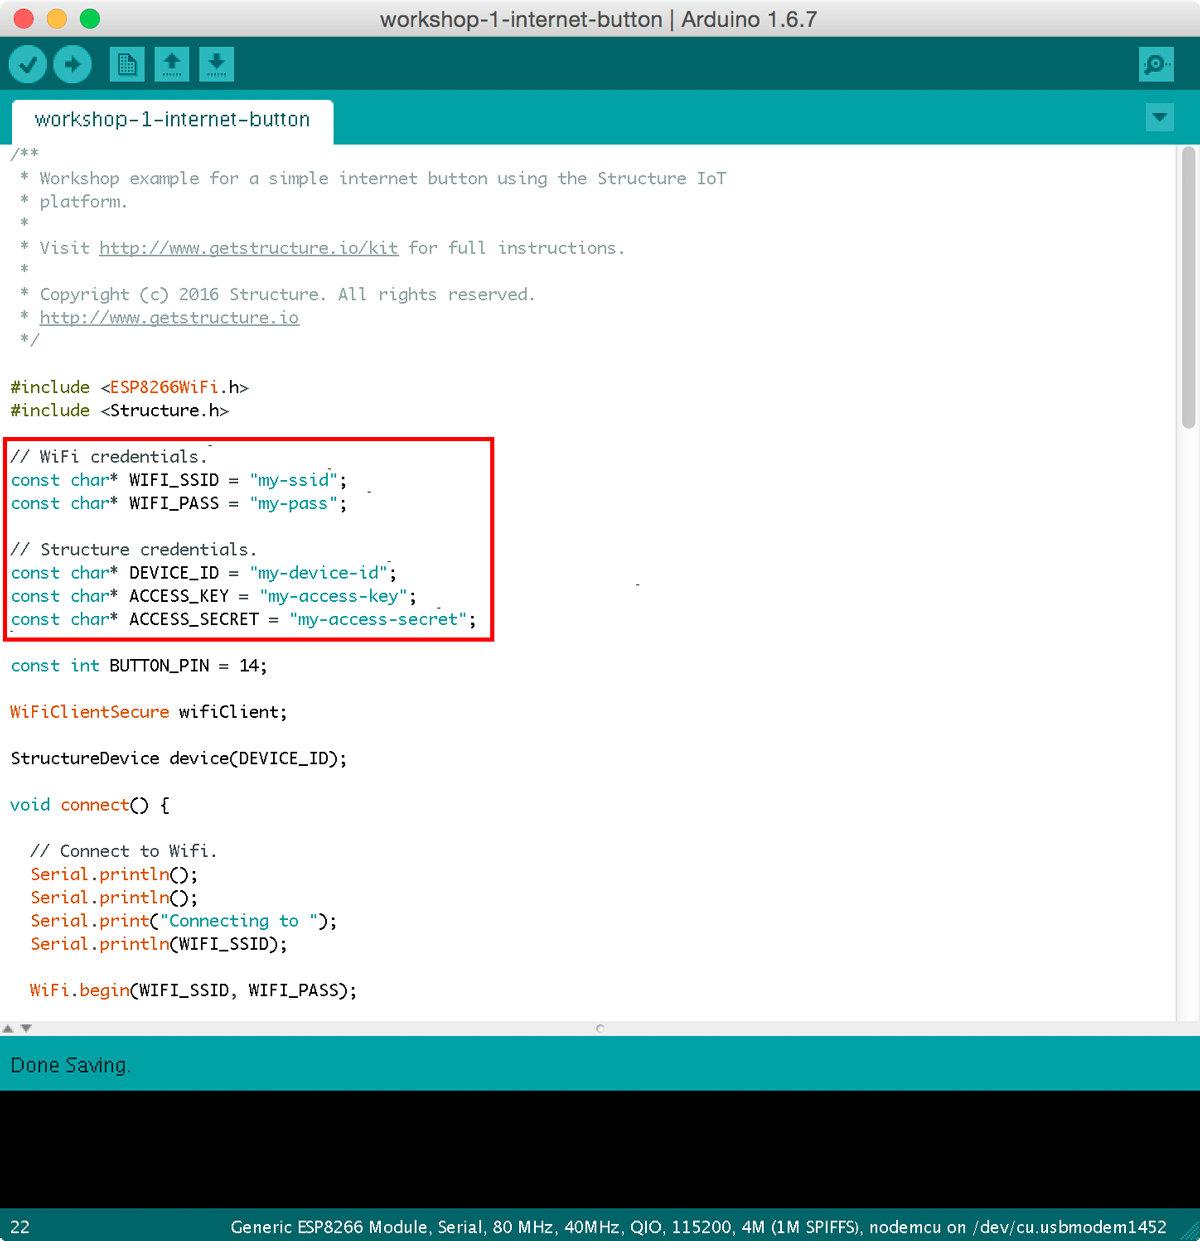 workshop-1-internet-button | Arduino 1.6.7
workshop-1-internet-button
/**
* Workshop example for a simple internet button using the Structure IoT
* platform.
*
* Visit http://www.getstructure.io/kit for full instructions.
*
* Copyright (c) 2016 Structure. All rights reserved.
* http://www.getstructure.io
*/
#include <ESP8266WiFi.h>
#include <Structure.h>
// WiFi credentials.
const char* WIFI_SSID = "my-ssid";
const char* WIFI_PASS = "my-pass";
// Structure credentials.
const char* DEVICE_ID = "my-device-id";
const char* ACCESS_KEY = "my-access-key";
const char* ACCESS_SECRET = "my-access-secret";
const int BUTTON_PIN = 14;
WiFiClientSecure wifiClient;
StructureDevice device(DEVICE_ID);
void connect() {
// Connect to Wifi.
Serial.println();
Serial.println();
Serial.print("Connecting to ");
Serial.println(WIFI_SSID);
WiFi.begin(WIFI_SSID, WIFI_PASS);
Done Saving.
22
Generic ESP8266 Module, Serial, 80 MHz, 40MHz, QIO, 115200, 4M (1M SPIFFS), nodemcu on /dev/cu.usbmodem1452